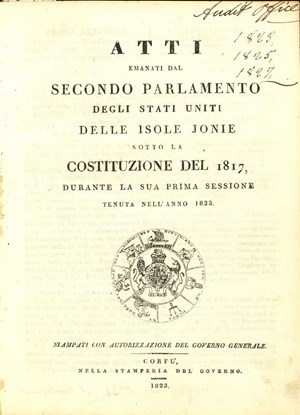 Audit Office
1823,
1825,
1827,
ATTI
EMANATI DAL
SECONDO PARLAMENTO
DEGLI STATI UNITI
DELLE ISOLE JONIE
SOTTO LA
COSTITUZIONE DEL 1817,
DURANTE LA SUA PRIMA SESSIONE
TENUTA NELL'ANNO 1823.
STAMPATI CON AUTORIZZAZIONE DEL GOVERNO GENERALE.
CORFU',
NELLA STAMPERIA DEL GOVERNO.
1823.